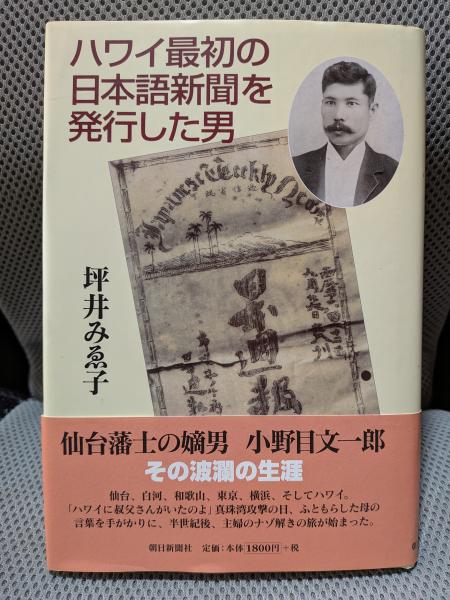 ハワイ最初の
日本語新聞を
発行した男
坪井みゑ子
Japanese Weekly News
仙台藩士の嫡男 小野目文一郎
その波瀾の生涯
仙台、白河、和歌山、東京、横浜、そしてハワイ。
「ハワイに叔父さんがいたのよ」真珠湾攻撃の日、ふともらした母の
言葉を手がかりに、半世紀後、主婦のナゾ解きの旅が始まった。
朝日新聞社 定価:本体1800円+税